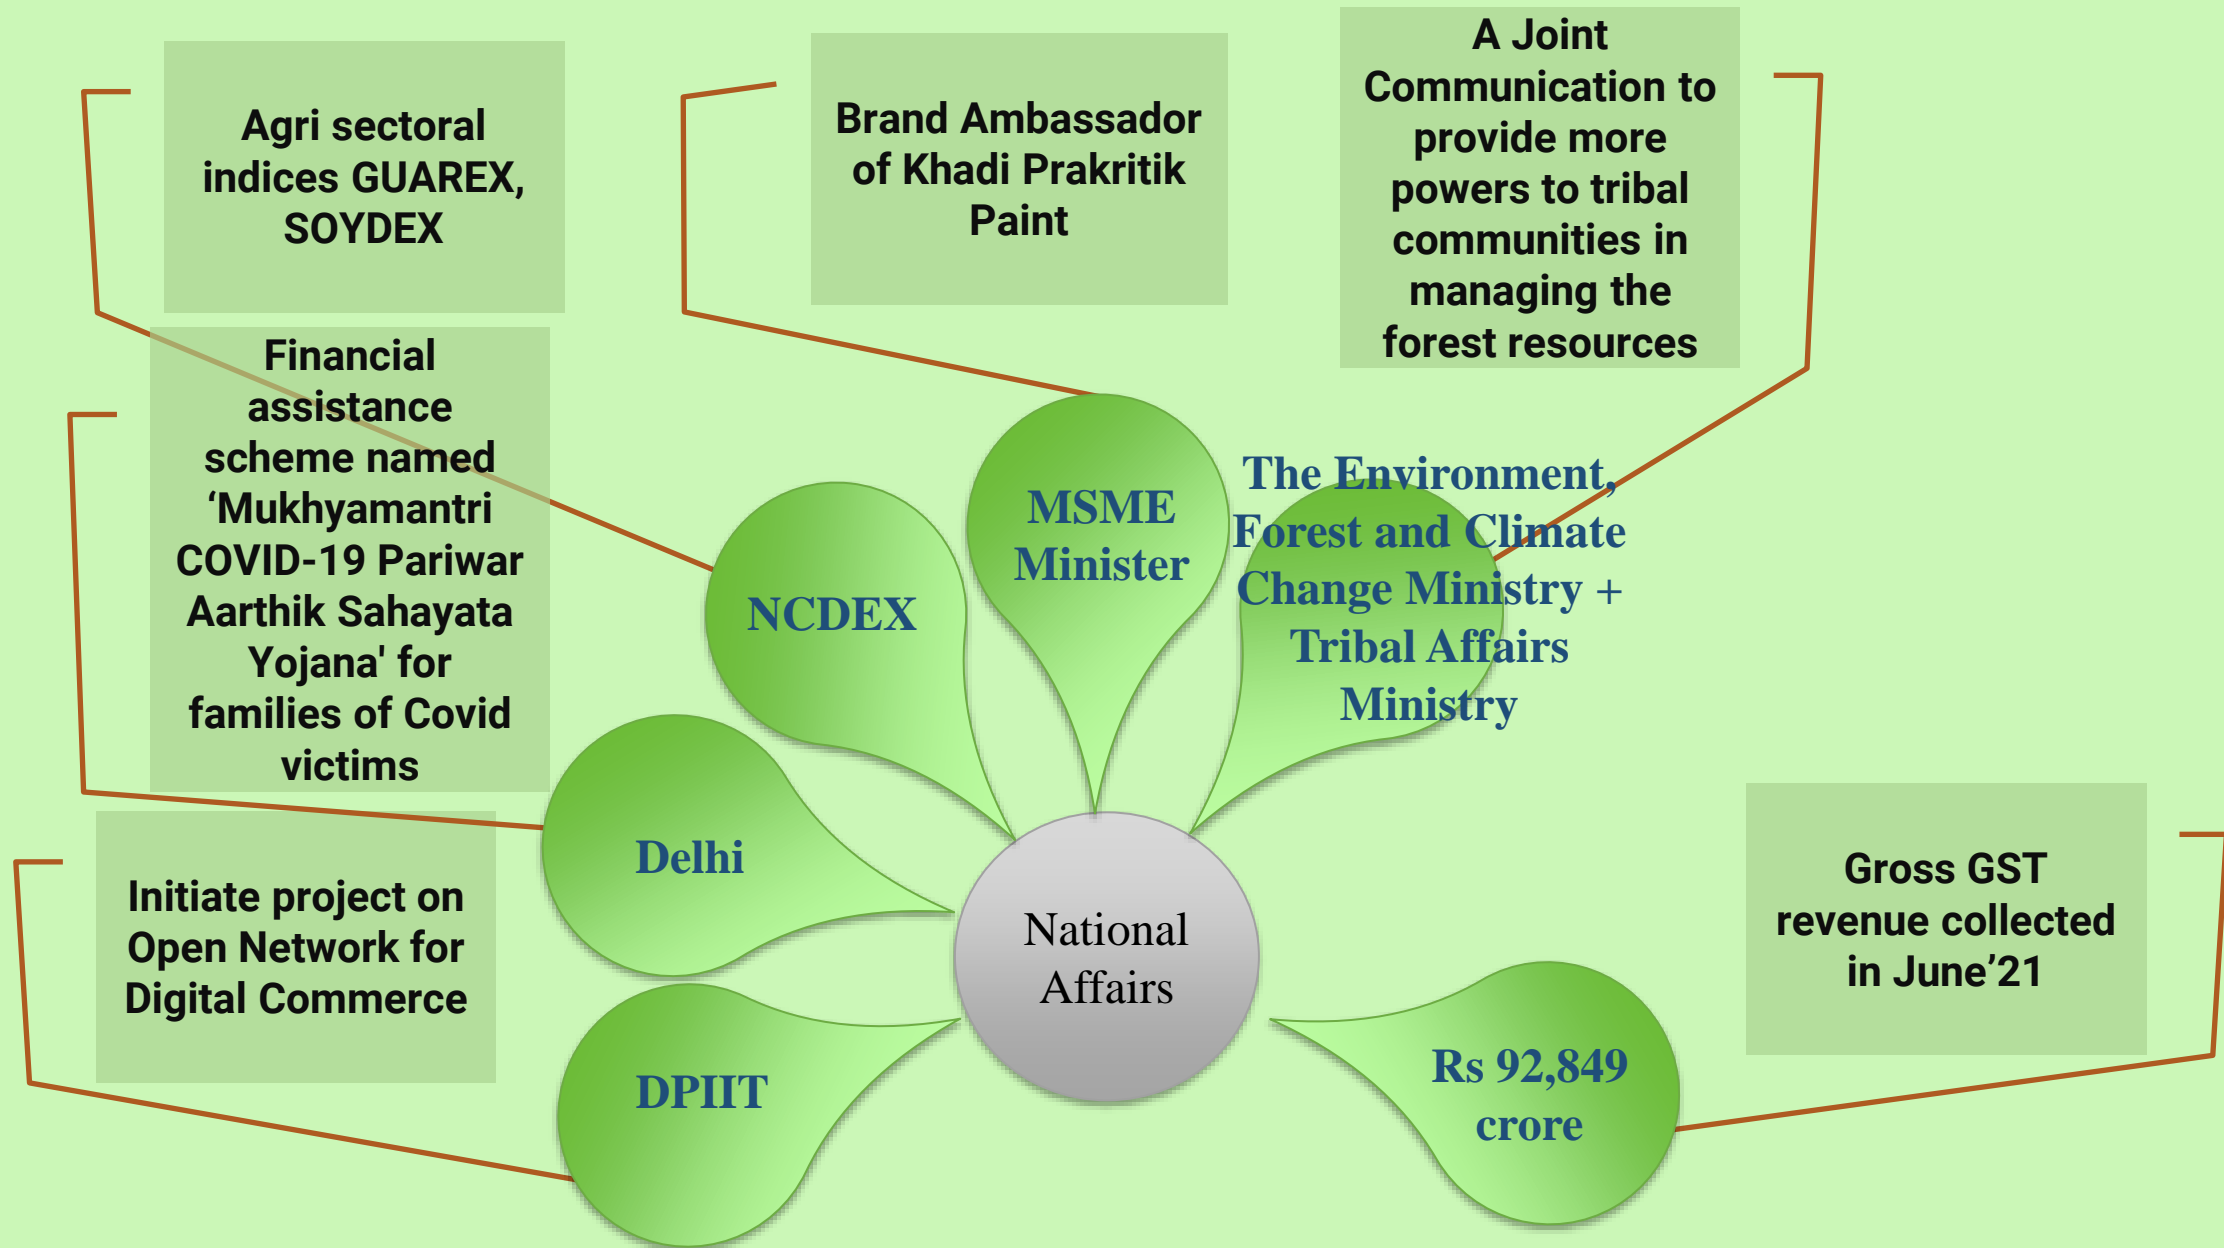 Agri sectoral
indices GUAREX,
SOYDEX
Brand Ambassador
of Khadi Prakritik
Paint
A Joint
Communication to
provide more
powers to tribal
communities in
managing the
forest resources
Financial
assistance
scheme named
‘Mukhyamantri
COVID-19 Pariwar
Aarthik Sahayata
Yojana' for
families of Covid
victims
NCDEX
MSME
Minister
The Environment,
Forest and Climate
Change Ministry +
Tribal Affairs
Ministry
Delhi
Initiate project on
Open Network for
Digital Commerce
DPIIT
National
Affairs
Gross GST
revenue collected
in June’21
Rs 92,849
crore